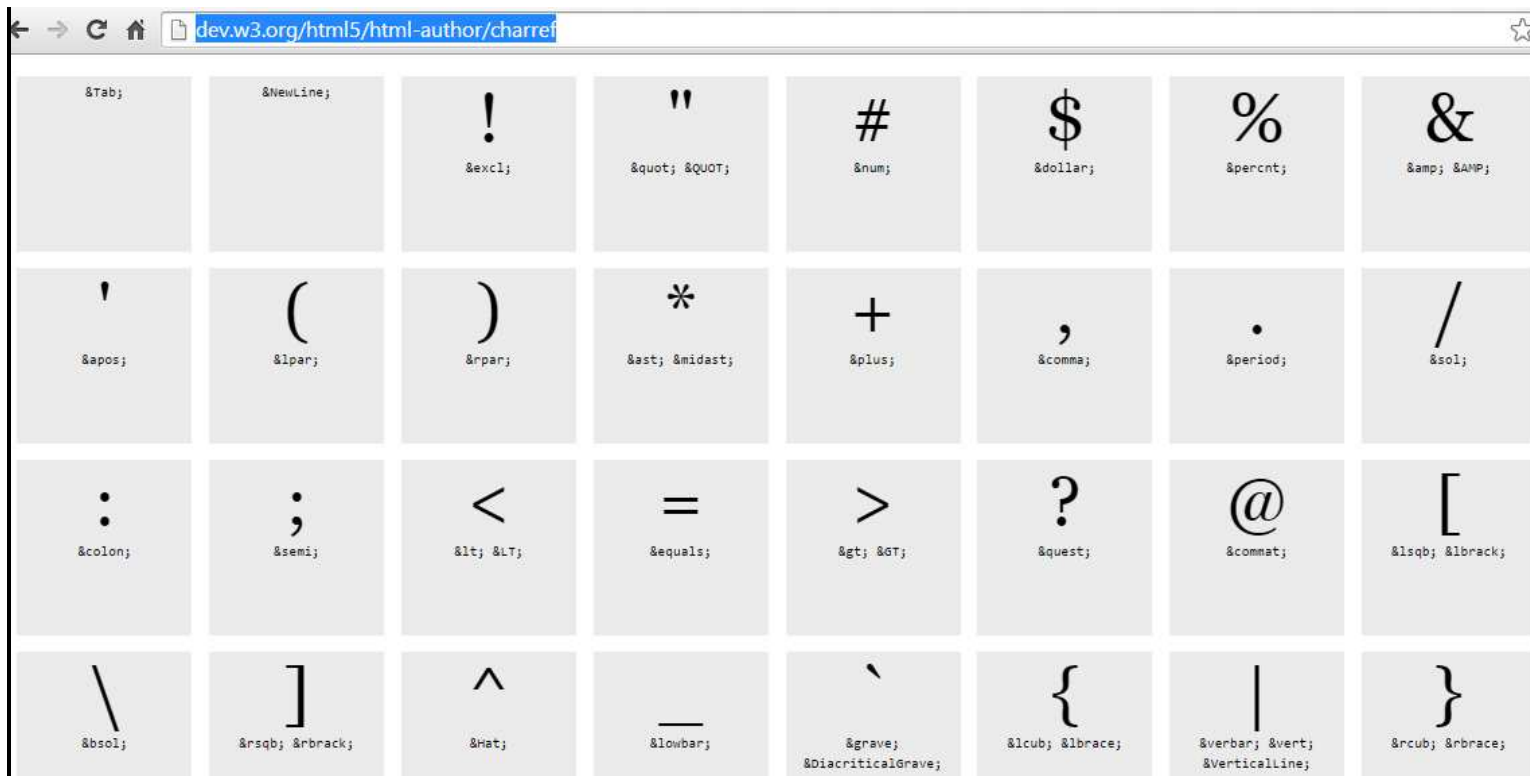 dev.w3.org/html5/html-author/charref
&Tab; &NewLine; ! " # $ % &
&excl; &quot; &QUOT; &num; &dollar; &percnt; &amp; &AMP;
' ( ) * + , . /
&apos; &lpar; &rpar; &ast; &midast; &plus; &comma; &period; &sol;
: ; < = > ? @ [
&colon; &semi; &lt; &LT; &equals; &gt; &GT; &quest; &commat; &lsqb; &lbrack;
\ ] ^ _ ` { | }
&bsol; &rsqb; &rbrack; &Hat; &lowbar; &grave; &lcub; &lbrace; &verbar; &vert; &rcub; &rbrace;
&DiacriticalGrave; &VerticalLine;